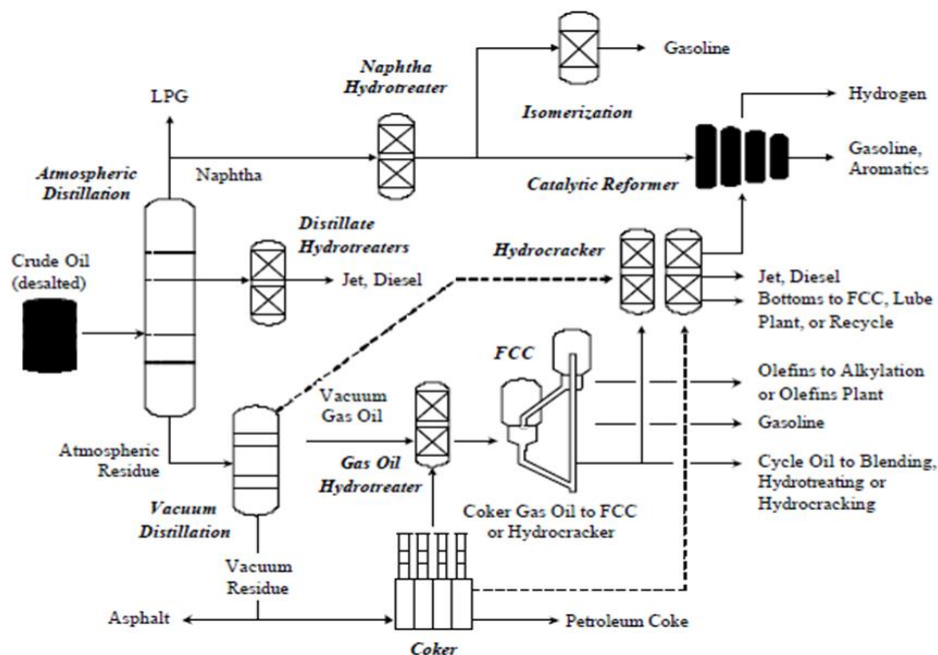 Gasoline
Naphtha
Hydrotreater
LPG
Isomerization
Hydrogen
Gasoline,
Aromatics
Atmospheric
Distillation
Naphtha
Catalytic Reformer
Distillate
Hydrotreaters
Hydrocracker
Crude Oil
(desalted)
Jet, Diesel
Jet, Diesel
Bottoms to FCC, Lube
Plant, or Recycle
FCC
Vacuum
Gas Oil
Olefins to Alkylation
or Olefins Plant
Gasoline
Atmospheric
Residue
Gas Oil
Hydrotreater
Cycle Oil to Blending,
Hydrotreating or
Hydrocracking
Vacuum
Distillation
Coker Gas Oil to FCC
or Hydrocracker
Vacuum
Residue
Asphalt
Petroleum Coke
Coker